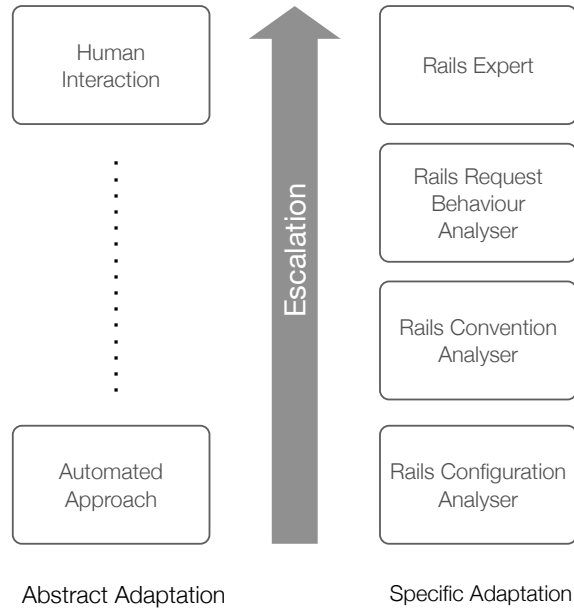 Human
Interaction
Rails Expert
Rails Request
Behaviour
Analyser
Escalation
Rails Convention
Analyser
Automated
Approach
Rails Configuration
Analyser
Abstract Adaptation
Specific Adaptation